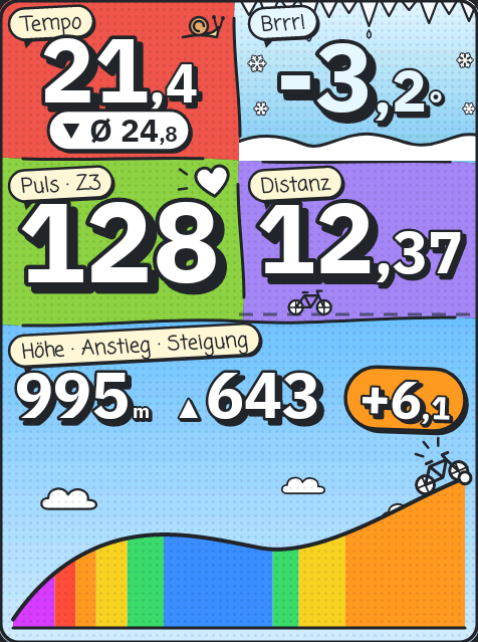 Tempo
21,4
▼ Ø 24,8
Brrr!
-3,2°
Puls · Z3
128
Distanz
12,37
Höhe · Anstieg · Steigung
995m ▲643 +6,1